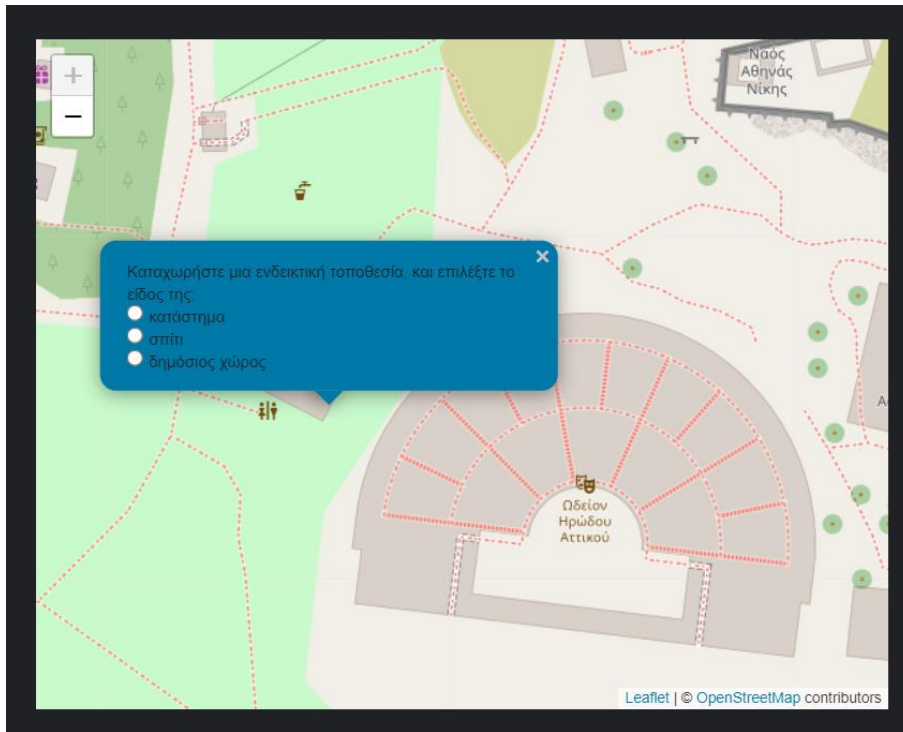 +
−
Ναός
Αθηνάς
Νίκης
×
Καταχωρήστε μια ενδεικτική τοποθεσία, και επιλέξτε το
είδος της:
κατάστημα
σπίτι
δημόσιος χώρος
Α
Ωδείον
Ηρώδου
Αττικού
Leaflet | © OpenStreetMap contributors